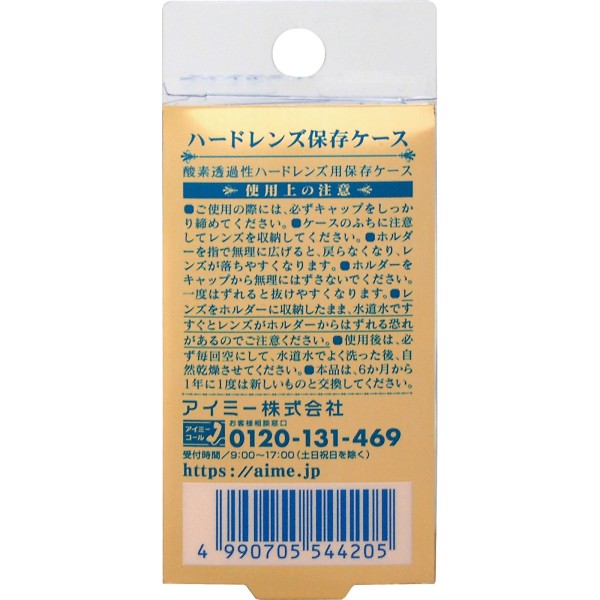 ハードレンズ保存ケース
酸素透過性ハードレンズ用保存ケース
使用上の注意
●ご使用の際には、必ずキャップをしっか
り締めてください。●ケースのふちに注意
してレンズを収納してください。●ホルダー
を指で無理に広げると、戻らなくなり、レ
ンズが落ちやすくなります。●ホルダーを
キャップから無理にはずさないでください。
一度はずれると抜けやすくなります。●レ
ンズをホルダーに収納したまま、水道水です
すぐとレンズがホルダーからはずれる恐れ
があるのでご注意ください。●使用後は、必
ず毎回空にして、水道水でよく洗った後、自
然乾燥させてください。●本品は、6か月から
1年に1度は新しいものと交換してください。
アイミー株式会社
お客様相談窓口
アイミー
コール
0120-131-469
受付時間/9:00~17:00(土日祝日を除く)
https://aime.jp
4 990705 544205